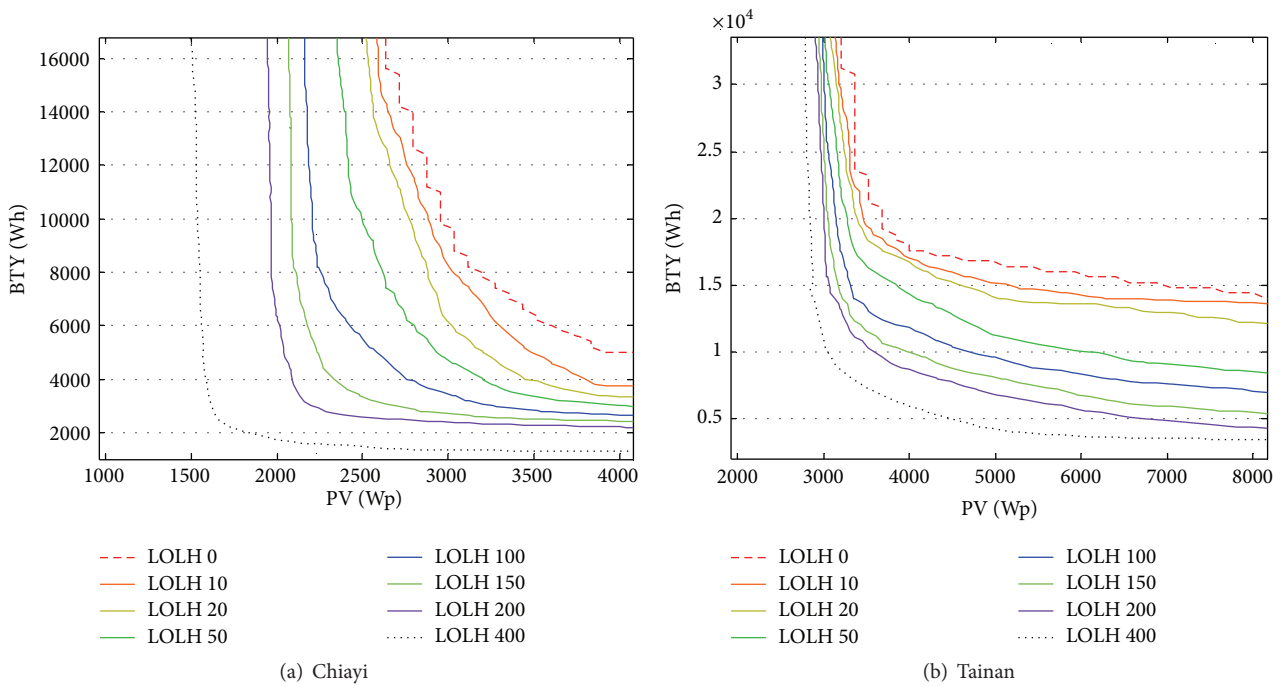 16000
14000
12000
10000
8000
6000
4000
2000
BTY (Wh)
1000 1500 2000 2500 3000 3500 4000
PV (Wp)
LOLH 0
LOLH 10
LOLH 20
LOLH 50
LOLH 100
LOLH 150
LOLH 200
LOLH 400
(a) Chiayi
×10⁴
3
2.5
2
1.5
1
0.5
BTY (Wh)
2000 3000 4000 5000 6000 7000 8000
PV (Wp)
LOLH 0
LOLH 10
LOLH 20
LOLH 50
LOLH 100
LOLH 150
LOLH 200
LOLH 400
(b) Tainan